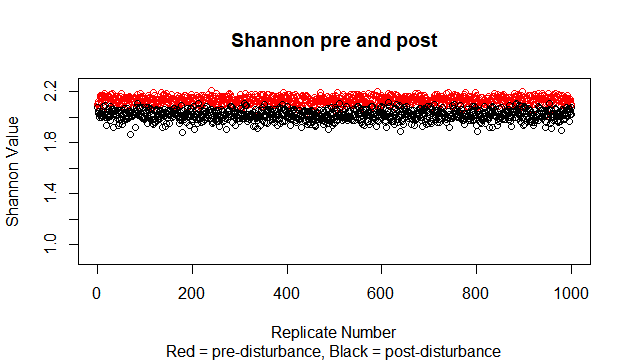 Shannon pre and post
Shannon Value
2.2
1.8
1.4
1.0
0 200 400 600 800 1000
Replicate Number
Red = pre-disturbance, Black = post-disturbance